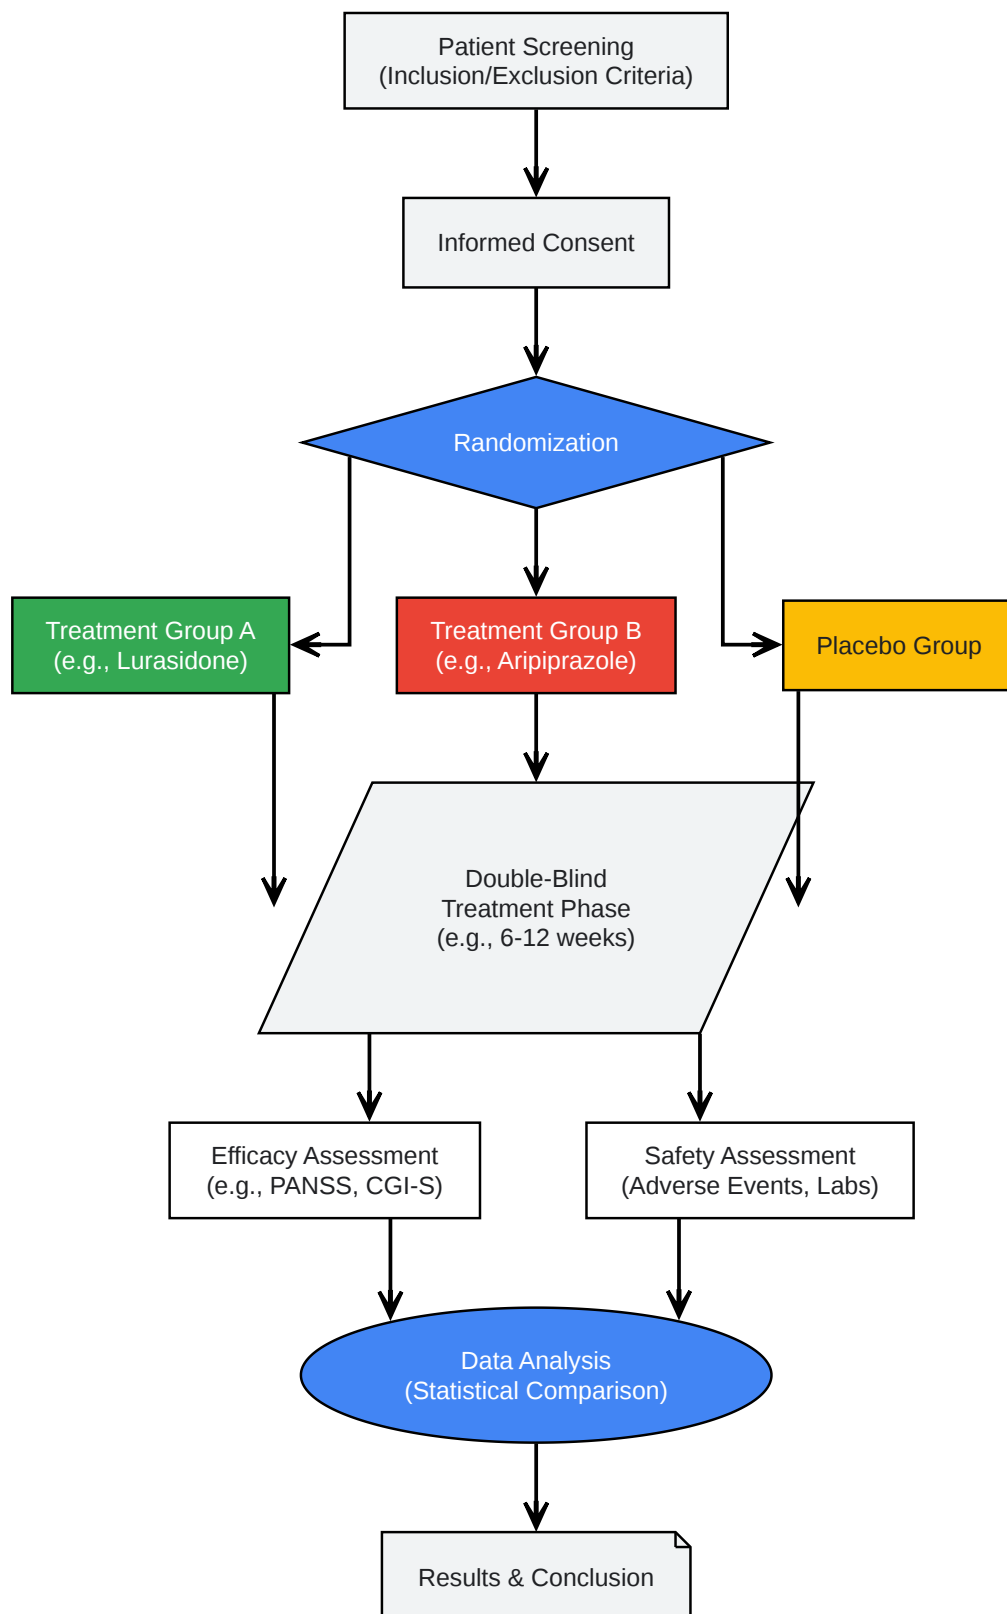 Patient Screening
(Inclusion/Exclusion Criteria)
Informed Consent
Randomization
Treatment Group A
(e.g., Lurasidone)
Treatment Group B
(e.g., Aripiprazole)
Placebo Group
Double-Blind
Treatment Phase
(e.g., 6-12 weeks)
Efficacy Assessment
(e.g., PANSS, CGI-S)
Safety Assessment
(Adverse Events, Labs)
Data Analysis
(Statistical Comparison)
Results & Conclusion